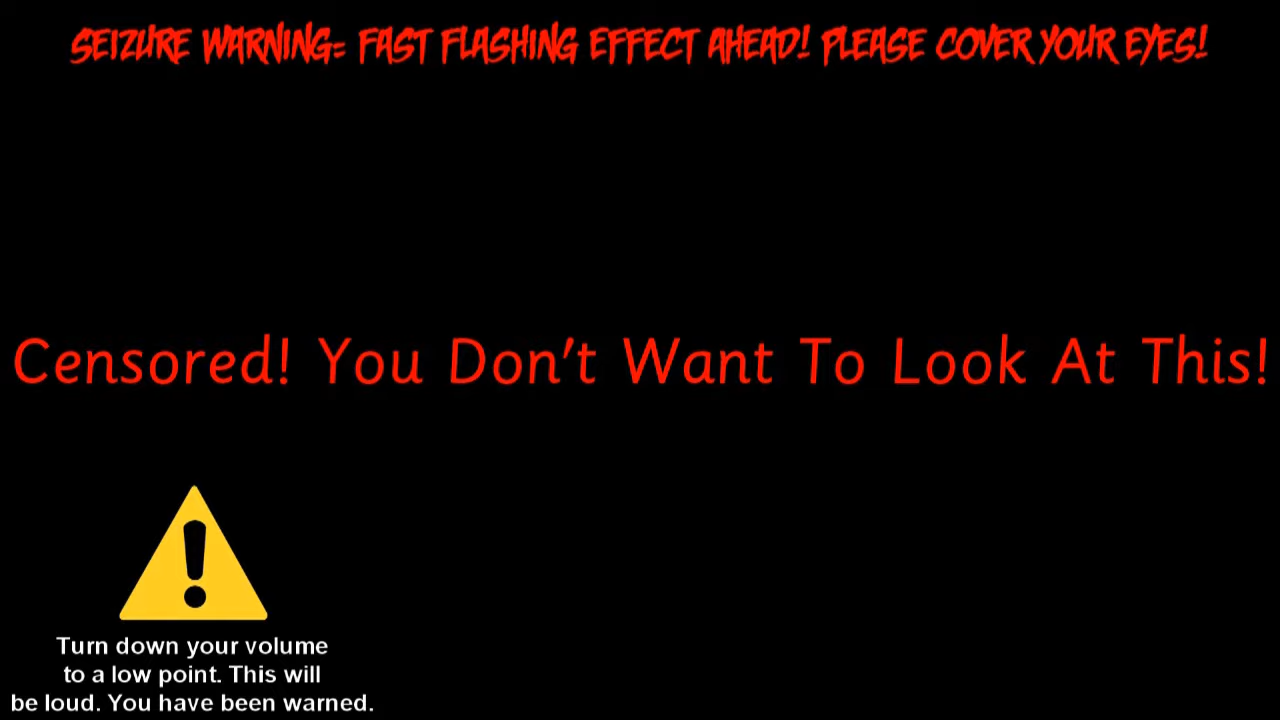 SEIZURE WARNING: FAST FLASHING EFFECT AHEAD! PLEASE COVER YOUR EYES!
Censored! You Don't Want To Look At This!
Turn down your volume
to a low point. This will
be loud. You have been warned.